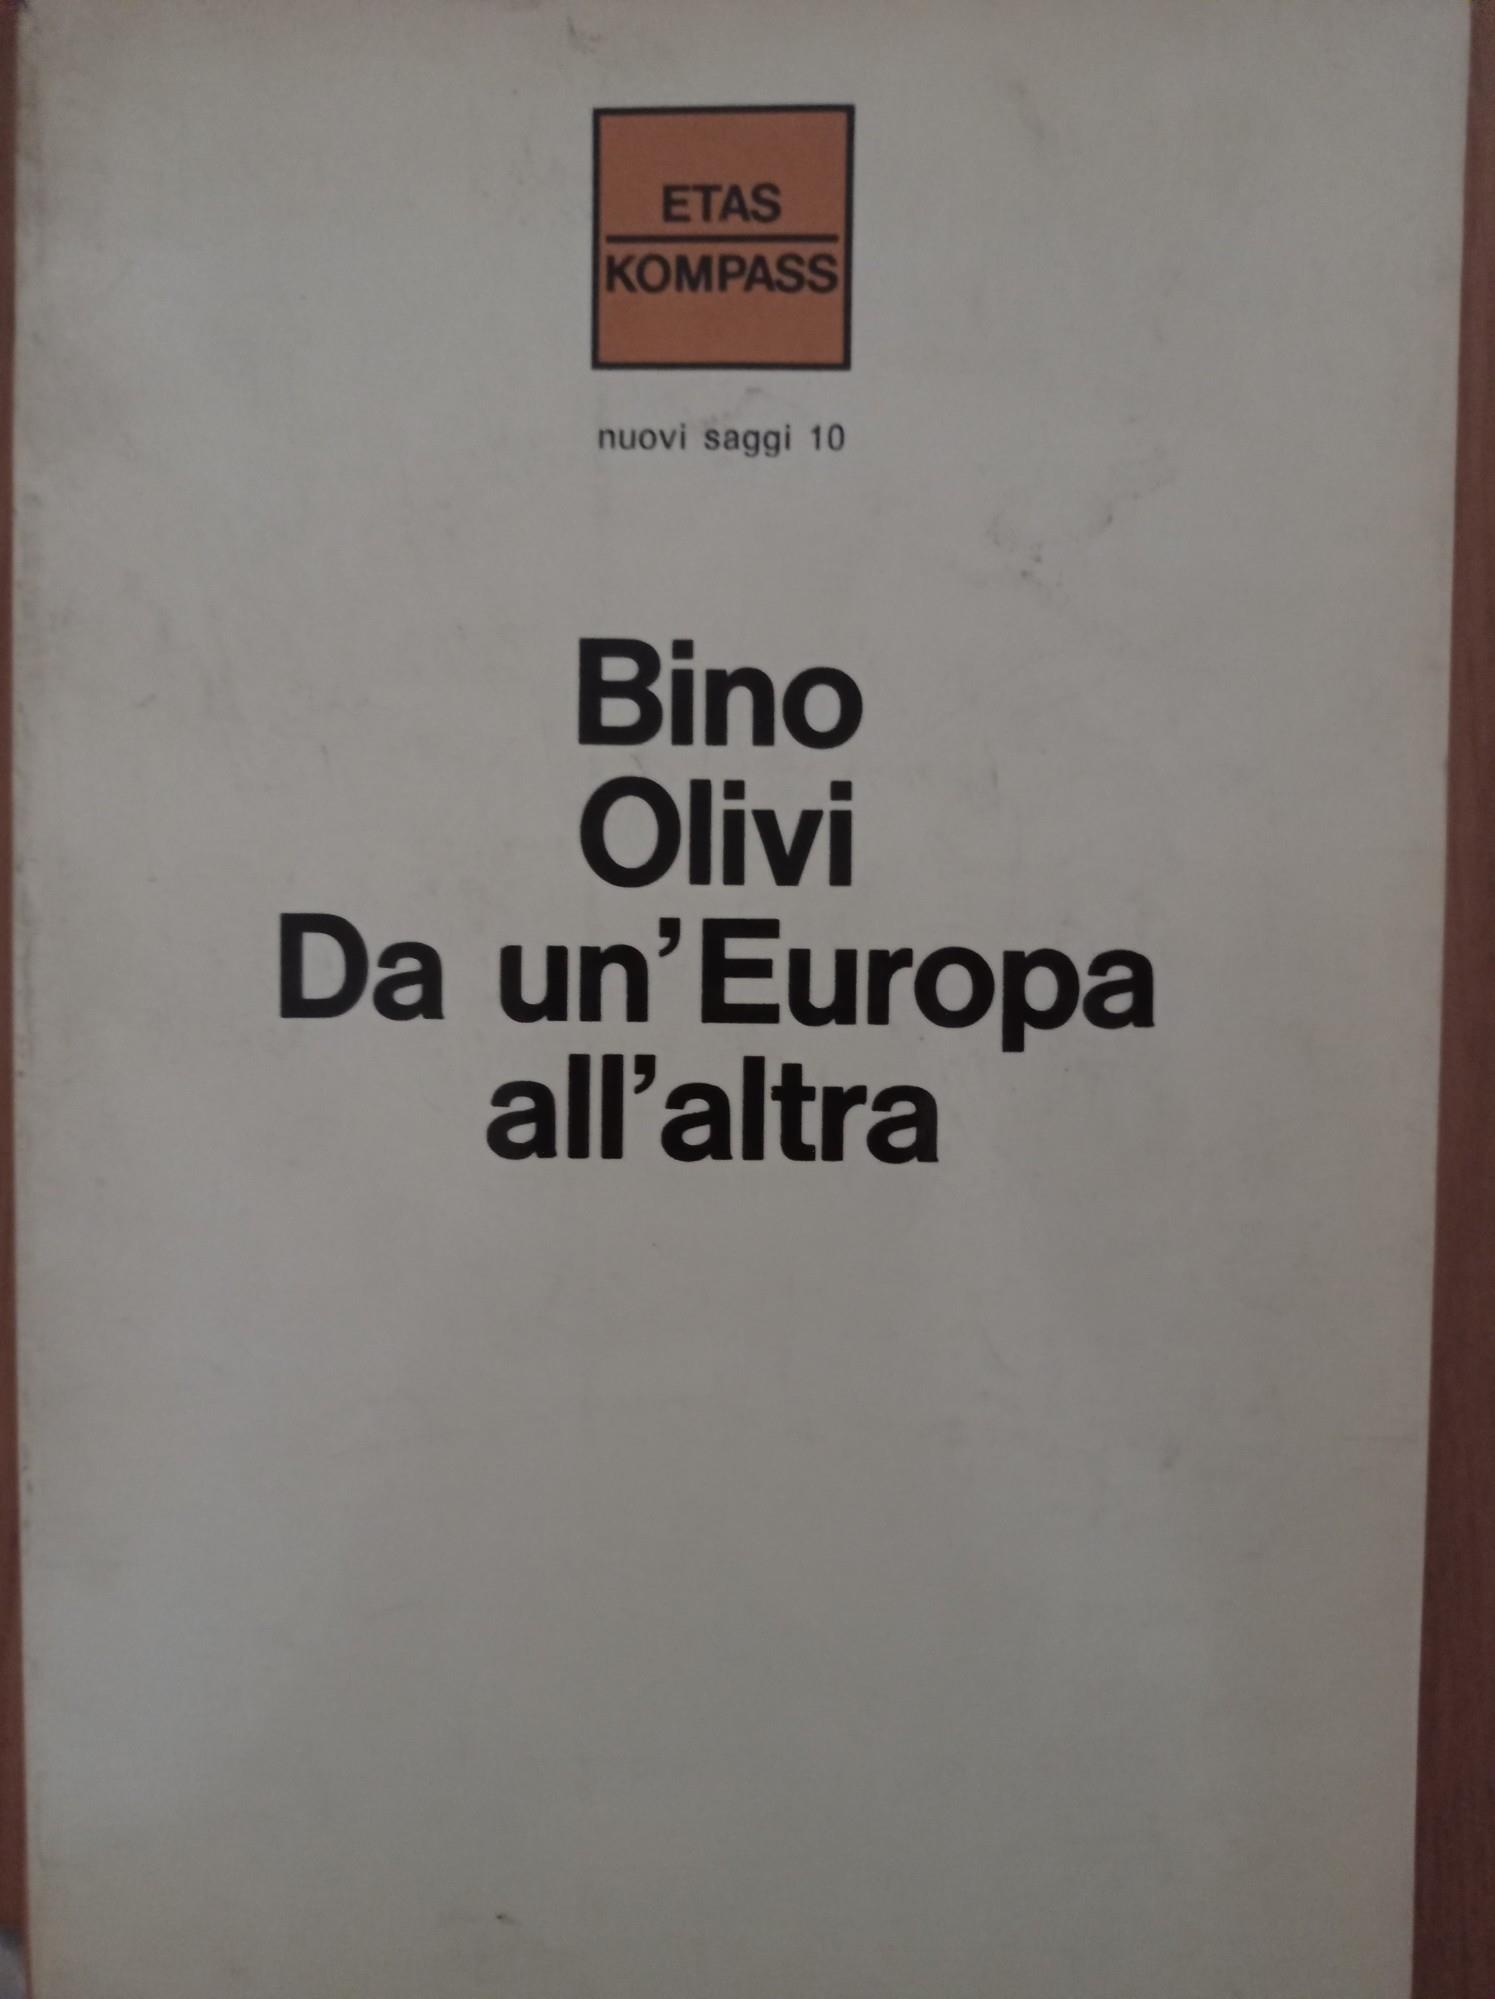 ETAS
KOMPASS
nuovi saggi 10
Bino
Olivi
Da un'Europa
all'altra